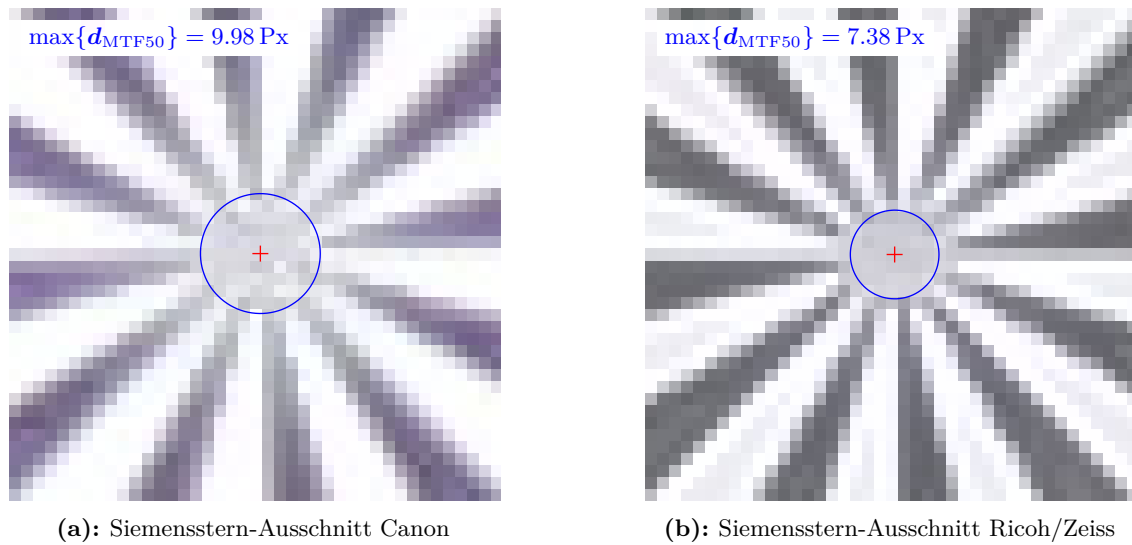 max{d_MTF50} = 9.98 Px
max{d_MTF50} = 7.38 Px
(a): Siemensstern-Ausschnitt Canon
(b): Siemensstern-Ausschnitt Ricoh/Zeiss